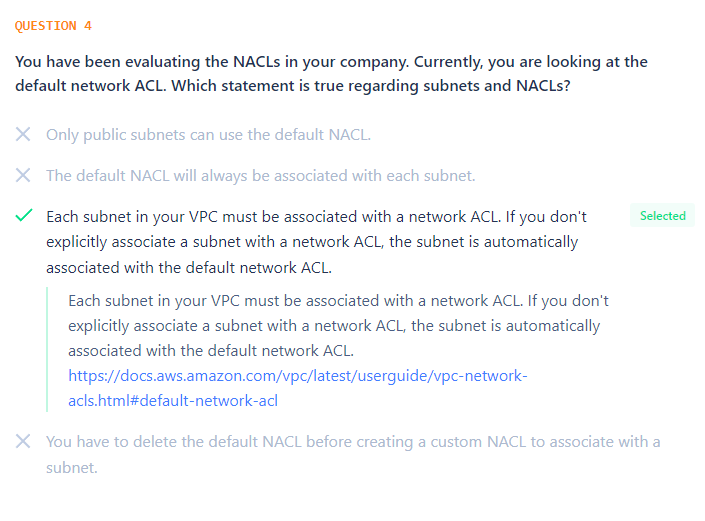 QUESTION 4
You have been evaluating the NACLs in your company. Currently, you are looking at the
default network ACL. Which statement is true regarding subnets and NACLs?
Only public subnets can use the default NACL.
The default NACL will always be associated with each subnet.
Each subnet in your VPC must be associated with a network ACL. If you don't
explicitly associate a subnet with a network ACL, the subnet is automatically
associated with the default network ACL.
Selected
Each subnet in your VPC must be associated with a network ACL. If you don't
explicitly associate a subnet with a network ACL, the subnet is automatically
associated with the default network ACL.
https://docs.aws.amazon.com/vpc/latest/userguide/vpc-network-
acls.html#default-network-acl
You have to delete the default NACL before creating a custom NACL to associate with a
subnet.